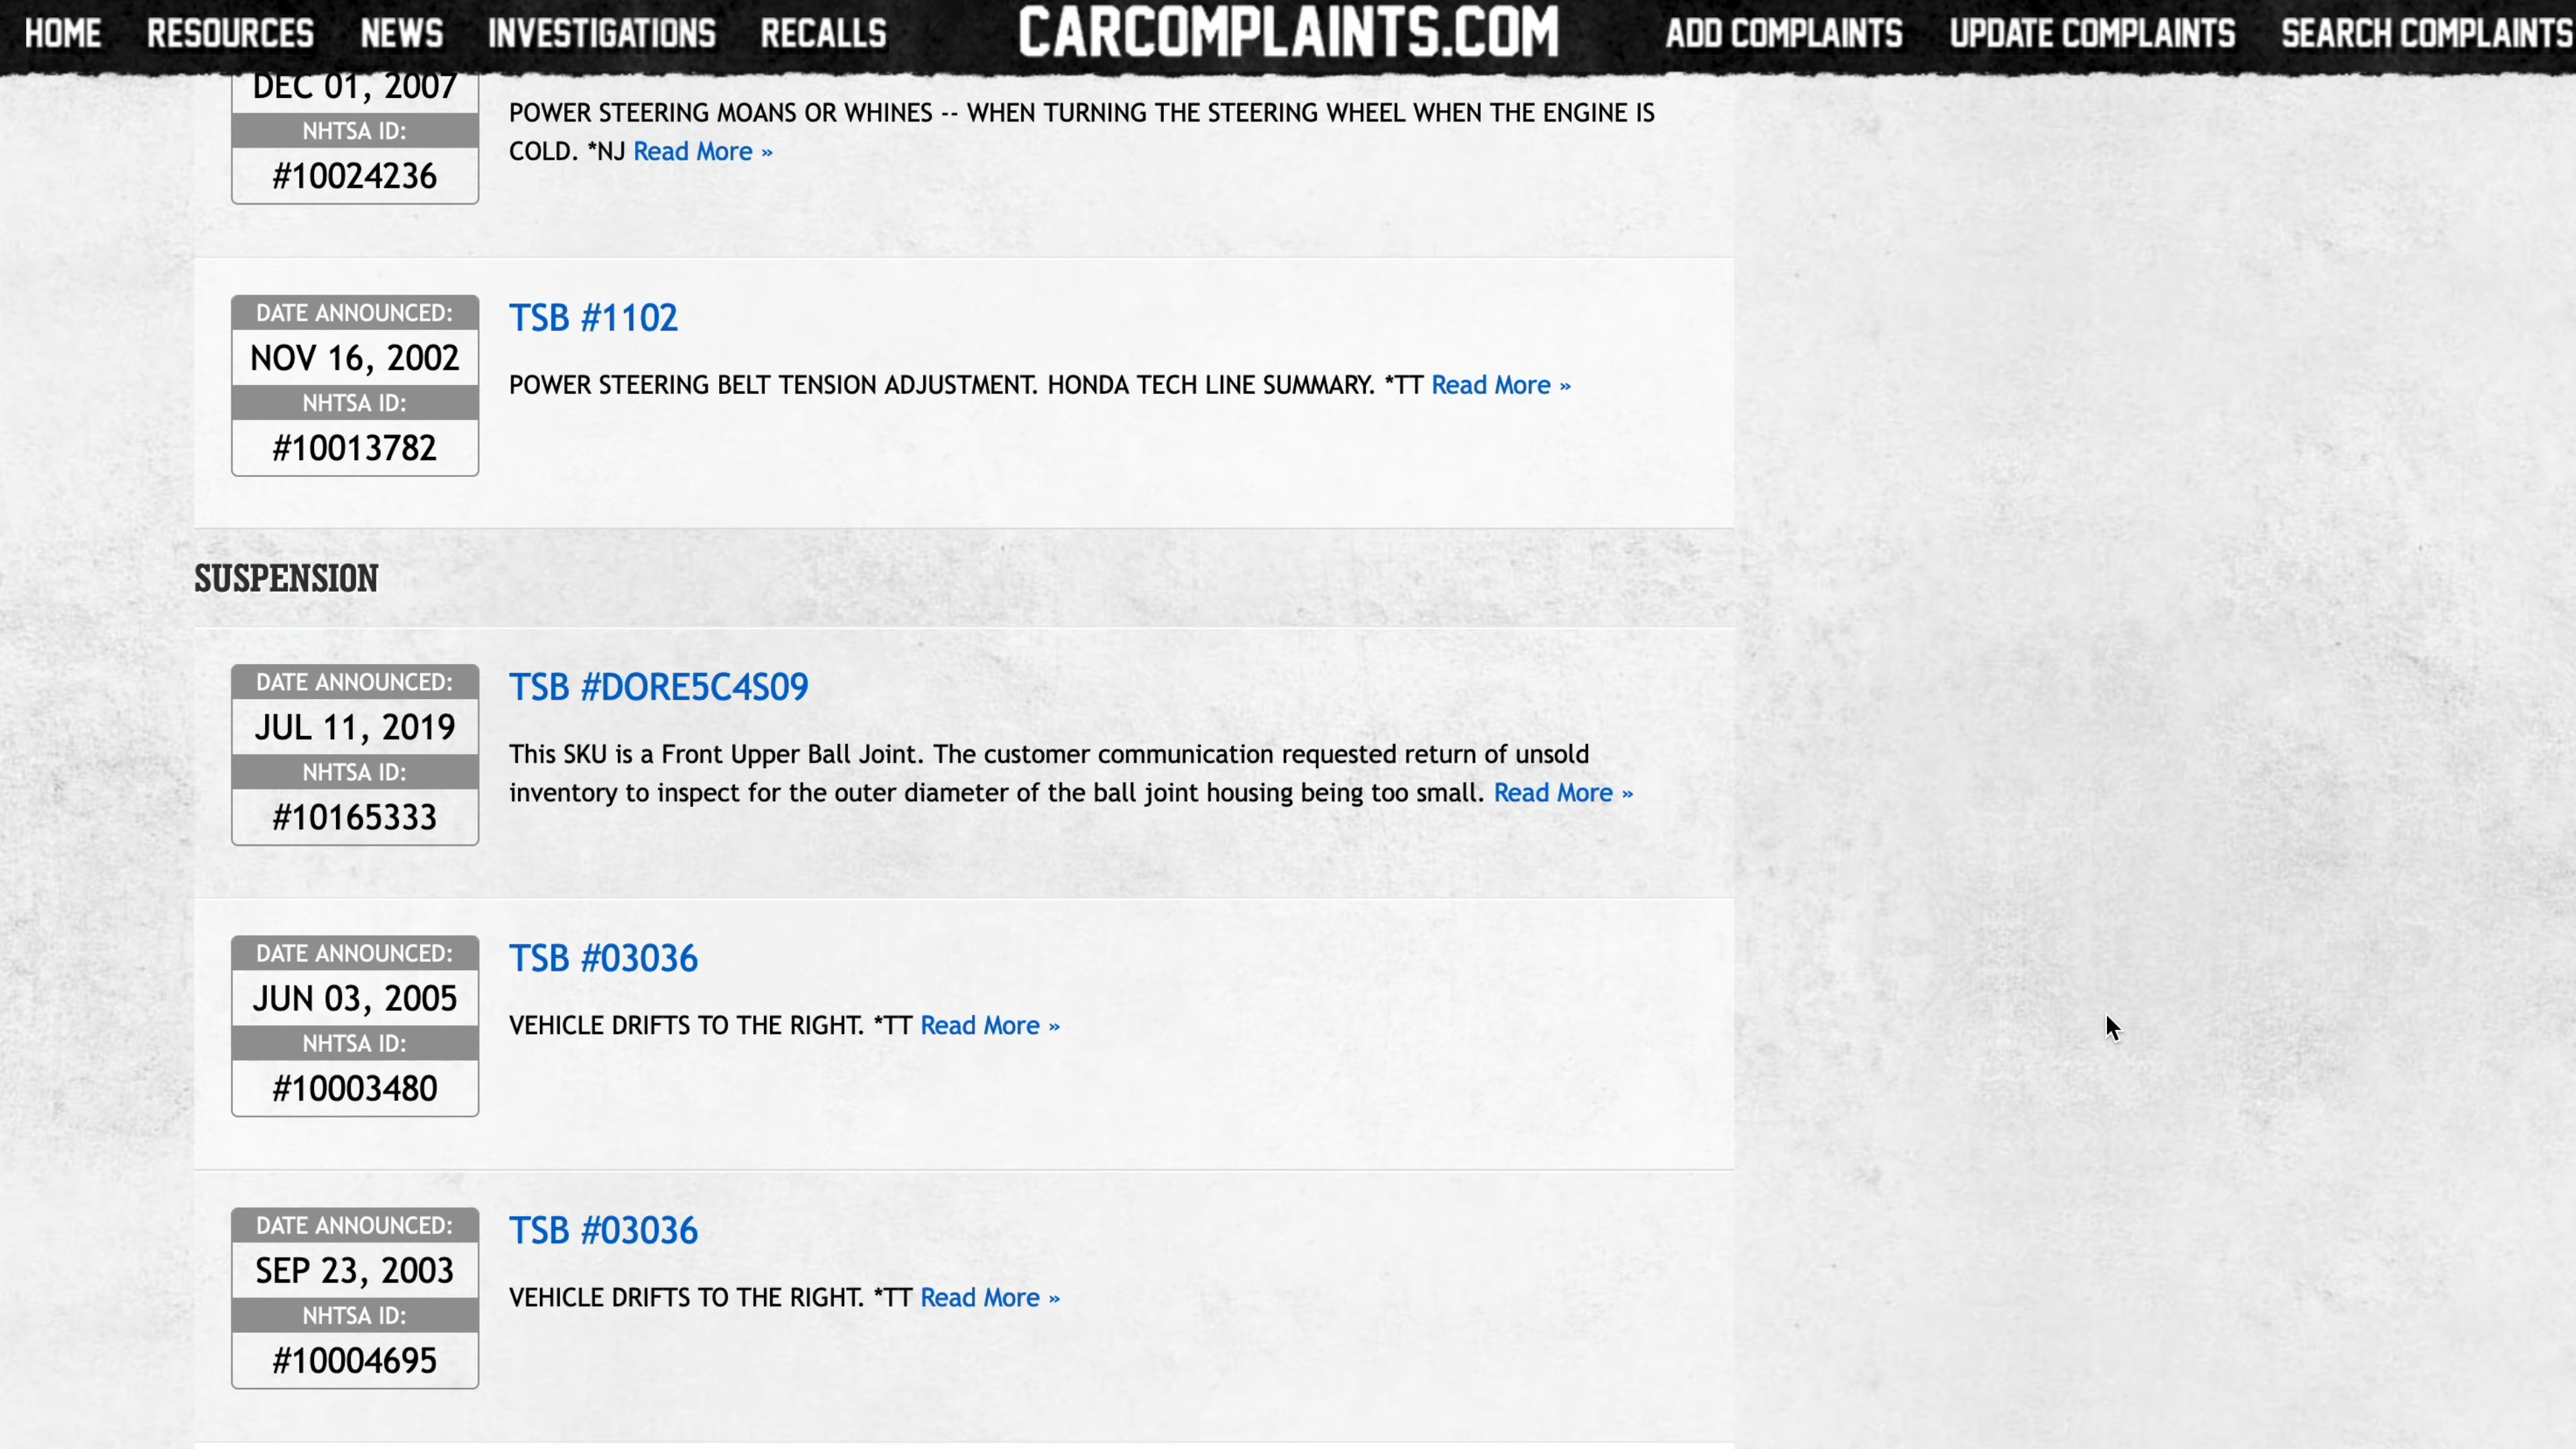 HOME RESOURCES NEWS INVESTIGATIONS RECALLS CARCOMPLAINTS.COM ADD COMPLAINTS UPDATE COMPLAINTS SEARCH COMPLAINTS
DEC 01, 2007
NHTSA ID:
#10024236
POWER STEERING MOANS OR WHINES -- WHEN TURNING THE STEERING WHEEL WHEN THE ENGINE IS
COLD. *NJ Read More »
DATE ANNOUNCED:
NOV 16, 2002
NHTSA ID:
#10013782
TSB #1102
POWER STEERING BELT TENSION ADJUSTMENT. HONDA TECH LINE SUMMARY. *TT Read More »
SUSPENSION
DATE ANNOUNCED:
JUL 11, 2019
NHTSA ID:
#10165333
TSB #DORE5C4S09
This SKU is a Front Upper Ball Joint. The customer communication requested return of unsold
inventory to inspect for the outer diameter of the ball joint housing being too small. Read More »
DATE ANNOUNCED:
JUN 03, 2005
NHTSA ID:
#10003480
TSB #03036
VEHICLE DRIFTS TO THE RIGHT. *TT Read More »
DATE ANNOUNCED:
SEP 23, 2003
NHTSA ID:
#10004695
TSB #03036
VEHICLE DRIFTS TO THE RIGHT. *TT Read More »